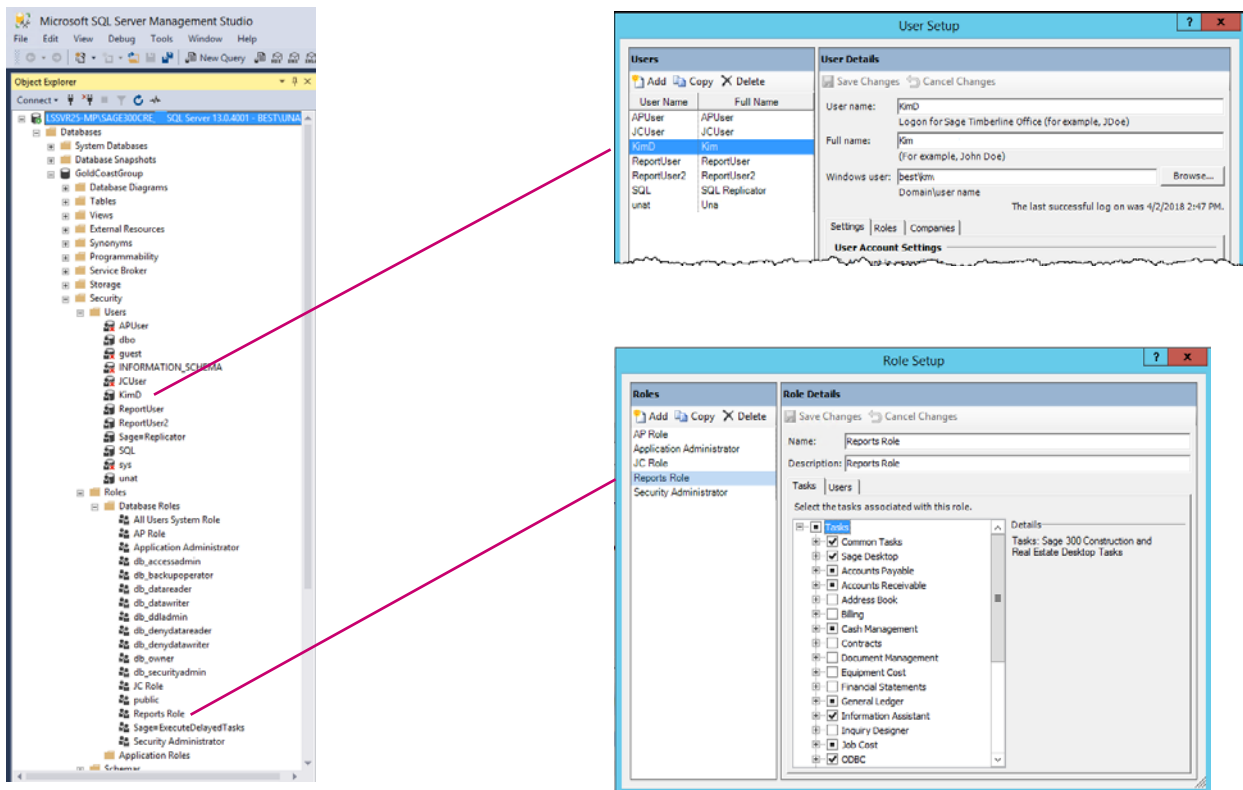 Microsoft SQL Server Management Studio
File Edit View Debug Tools Window Help
New Query
Object Explorer
Connect
LSSVR25-MP\SAGE300CRE_ SQL Server 13.0.4001 - BEST\UNA
Databases
System Databases
Database Snapshots
GoldCoastGroup
Database Diagrams
Tables
Views
External Resources
Synonyms
Programmability
Service Broker
Storage
Security
Users
APUser
dbo
guest
INFORMATION_SCHEMA
JCUser
KimD
ReportUser
ReportUser2
Sage#Replicator
SQL
sys
unat
Roles
Database Roles
All Users System Role
AP Role
Application Administrator
db_accessadmin
db_backupoperator
db_datareader
db_datawriter
db_ddladmin
db_denydatareader
db_denydatawriter
db_owner
db_securityadmin
JC Role
public
Reports Role
Sage#ExecuteDelayedTasks
Security Administrator
Application Roles
Schemas
User Setup
? x
Users
Add Copy Delete
User Name Full Name
APUser APUser
JCUser JCUser
KimD Kim
ReportUser ReportUser
ReportUser2 ReportUser2
SQL SQL Replicator
unat Una
User Details
Save Changes Cancel Changes
User name: KimD
Logon for Sage Timberline Office (for example, JDoe)
Full name: Kim
(For example, John Doe)
Windows user: best\km Browse...
Domain\user name
The last successful log on was 4/2/2018 2:47 PM.
Settings Roles Companies
User Account Settings
Role Setup
? x
Roles
Add Copy Delete
AP Role
Application Administrator
JC Role
Reports Role
Security Administrator
Role Details
Save Changes Cancel Changes
Name: Reports Role
Description: Reports Role
Tasks Users
Select the tasks associated with this role.
Tasks
Common Tasks
Sage Desktop
Accounts Payable
Accounts Receivable
Address Book
Billing
Cash Management
Contracts
Document Management
Equipment Cost
Financial Statements
General Ledger
Information Assistant
Inquiry Designer
Job Cost
ODBC
Details
Tasks: Sage 300 Construction and
Real Estate Desktop Tasks